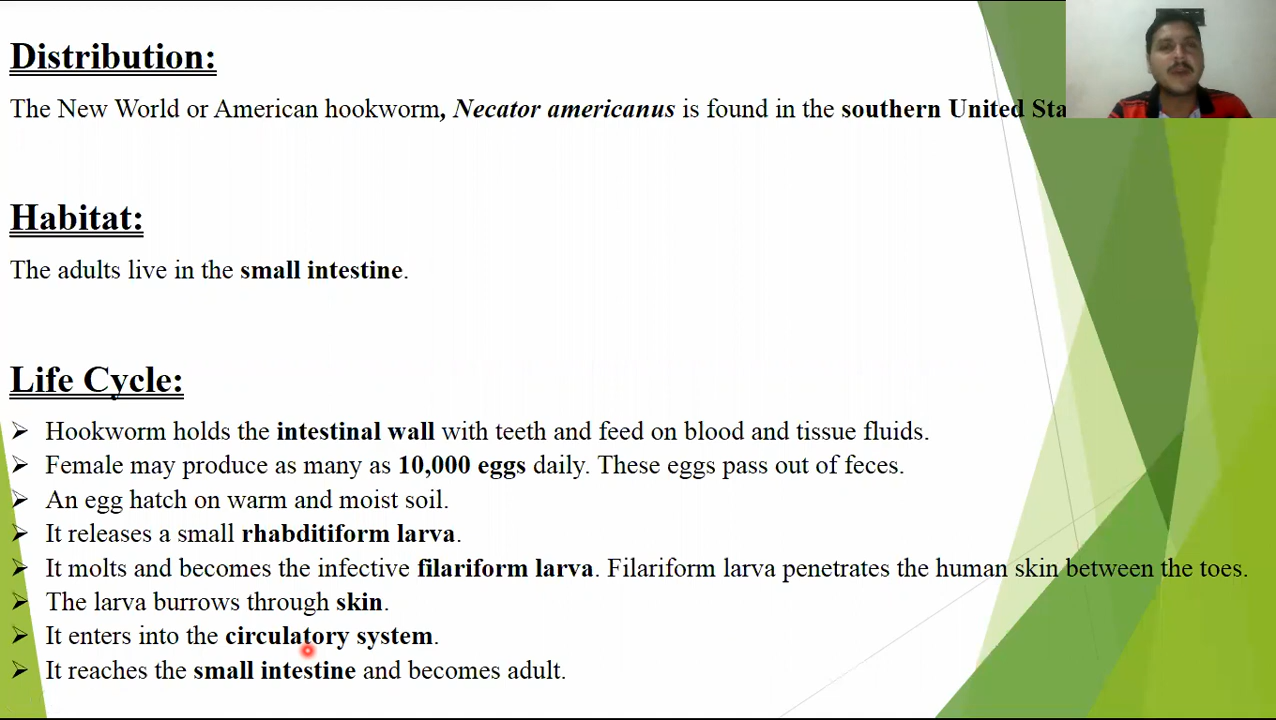 Distribution:
The New World or American hookworm, Necator americanus is found in the southern United Sta
Habitat:
The adults live in the small intestine.
Life Cycle:
Hookworm holds the intestinal wall with teeth and feed on blood and tissue fluids.
Female may produce as many as 10,000 eggs daily. These eggs pass out of feces.
An egg hatch on warm and moist soil.
It releases a small rhabditiform larva.
It molts and becomes the infective filariform larva. Filariform larva penetrates the human skin between the toes.
The larva burrows through skin.
It enters into the circulatory system.
It reaches the small intestine and becomes adult.